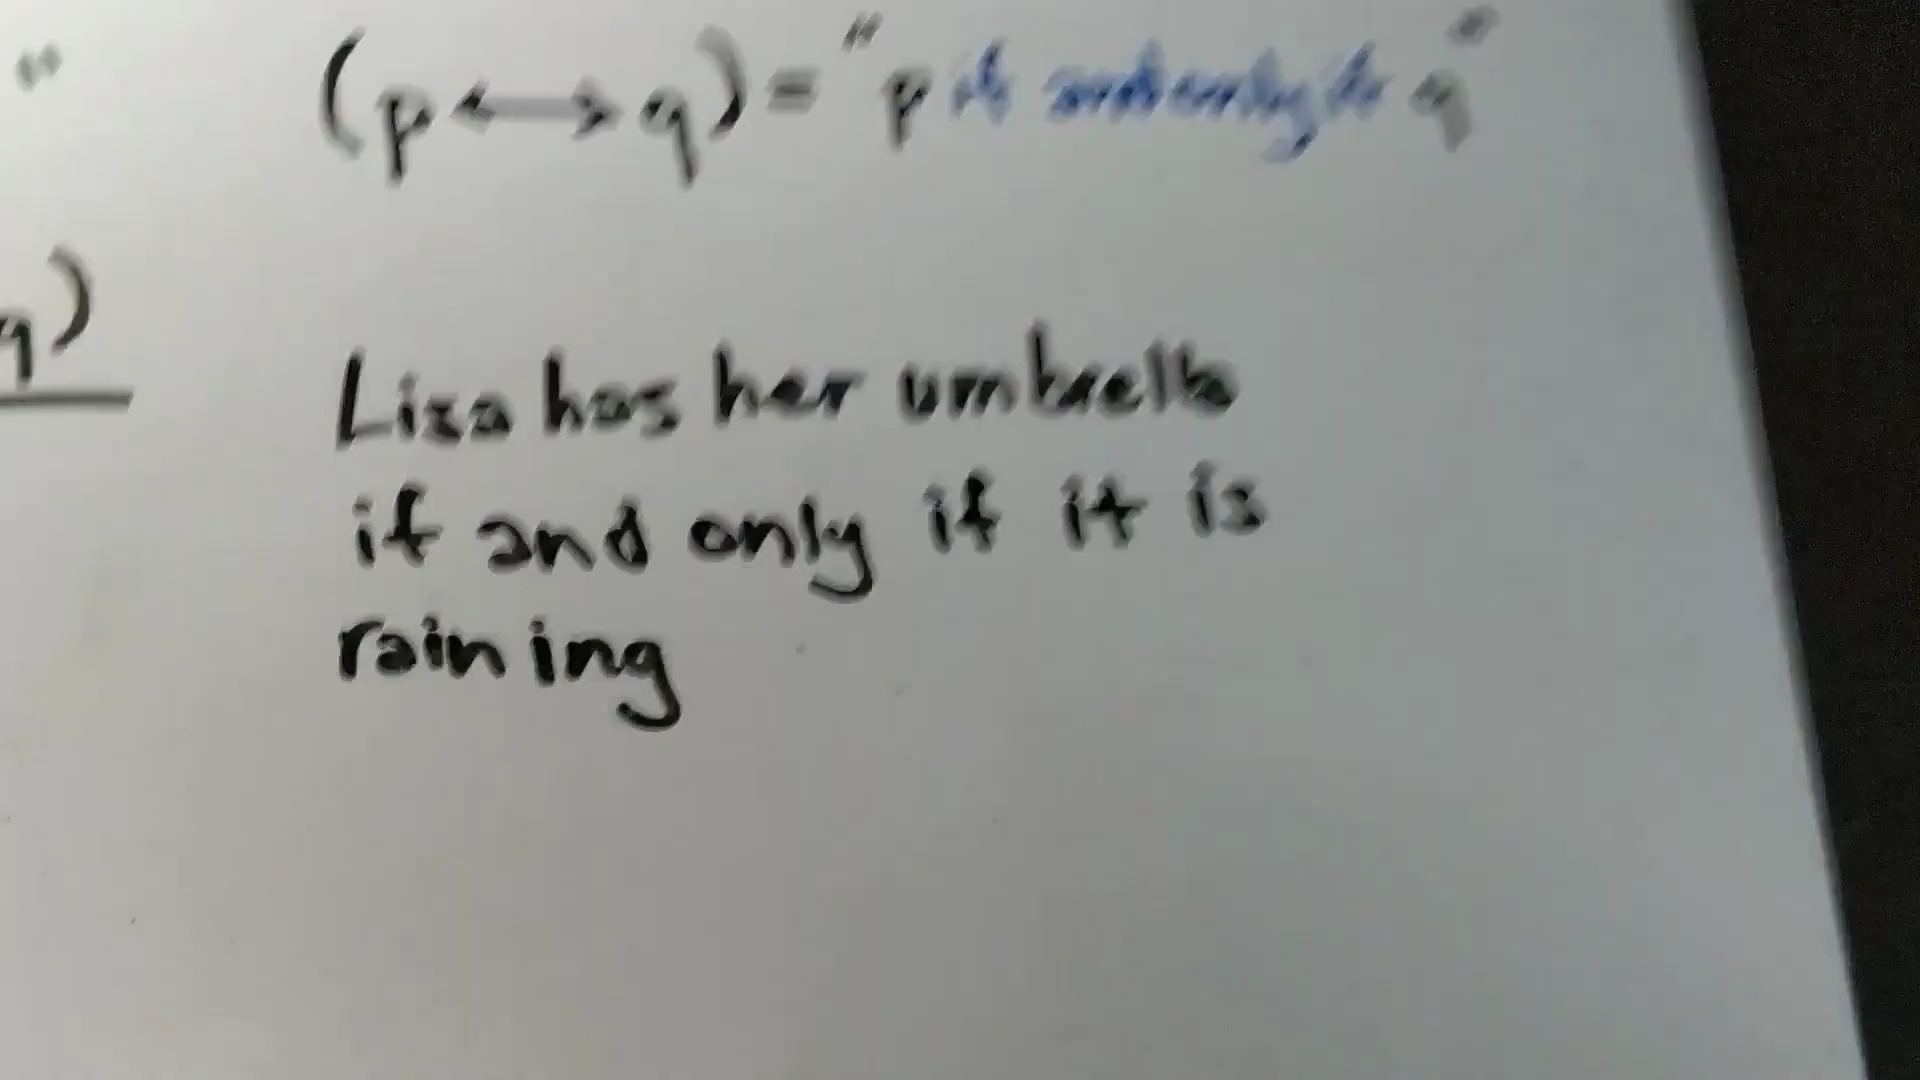 "
(p ⟷ q) = "p if and only if q"
q)
Lisa has her umbrella
if and only if it is
raining